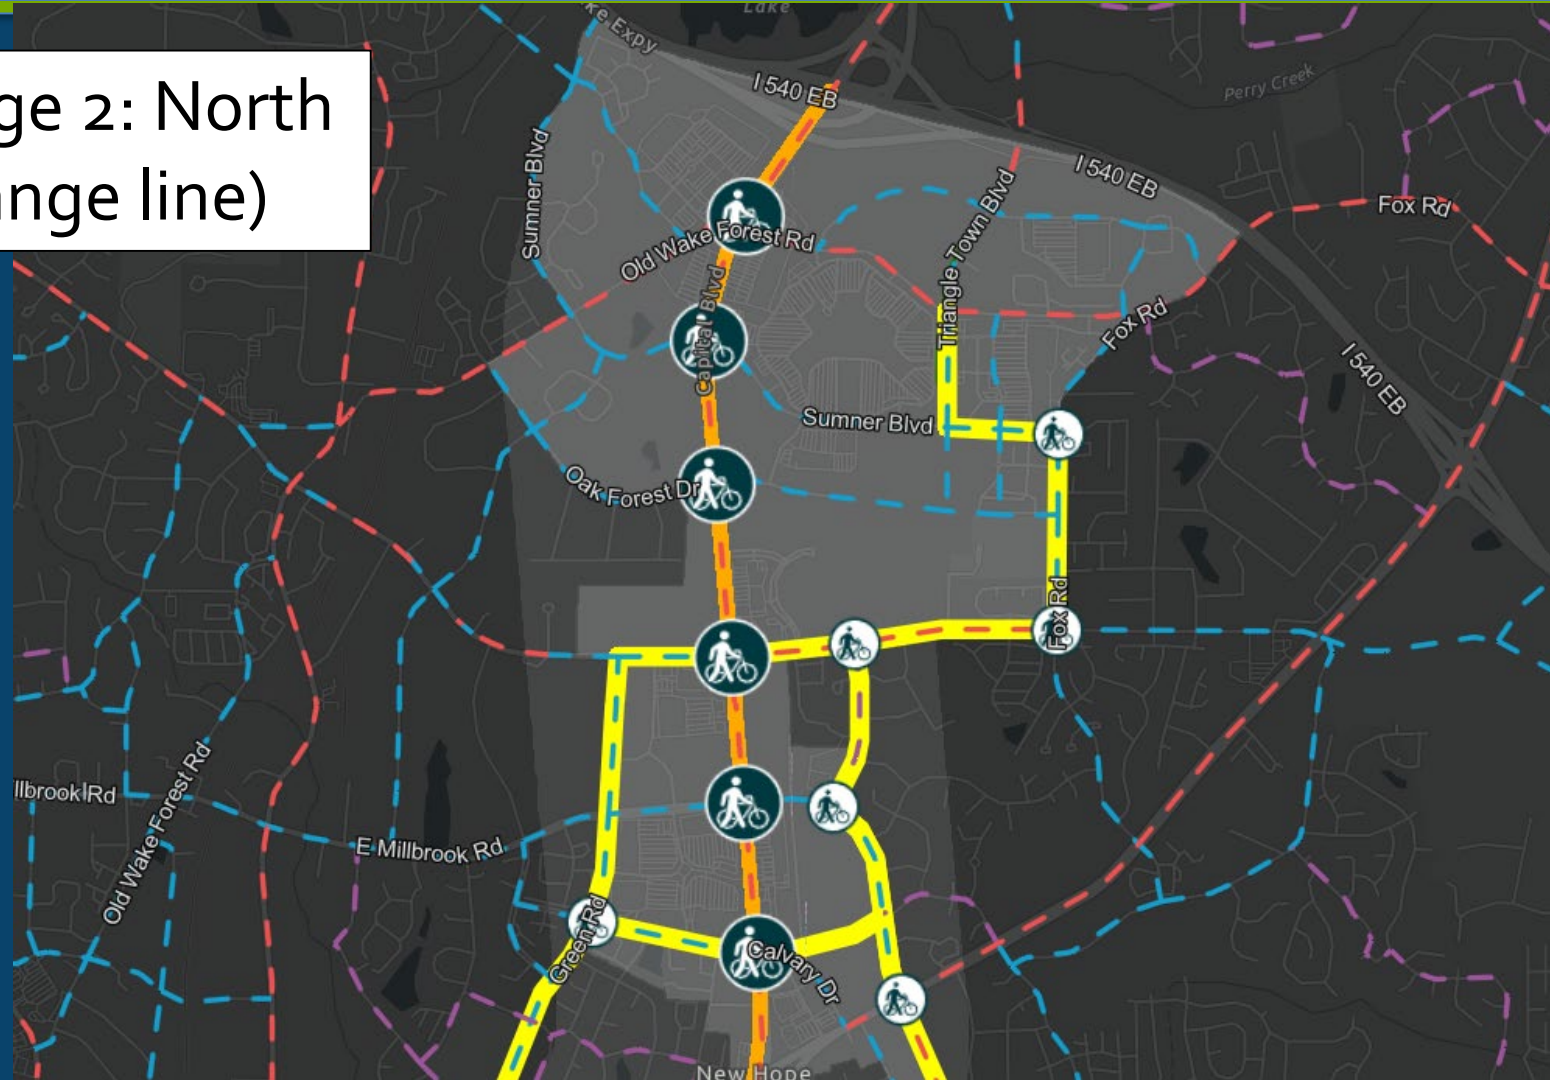 ge 2: North
nge line)
ke Expy
Lake
I 540 EB
Perry Creek
Sumner Blvd
I 540 EB
Fox Rd
Old Wake Forest Rd
Triangle Town Blvd
Capital Blvd
Fox Rd
I 540 EB
Sumner Blvd
Oak Forest Dr
Fox Rd
llbrook Rd
Old Wake Forest Rd
E Millbrook Rd
Green Rd
Calvary Dr
New Hope